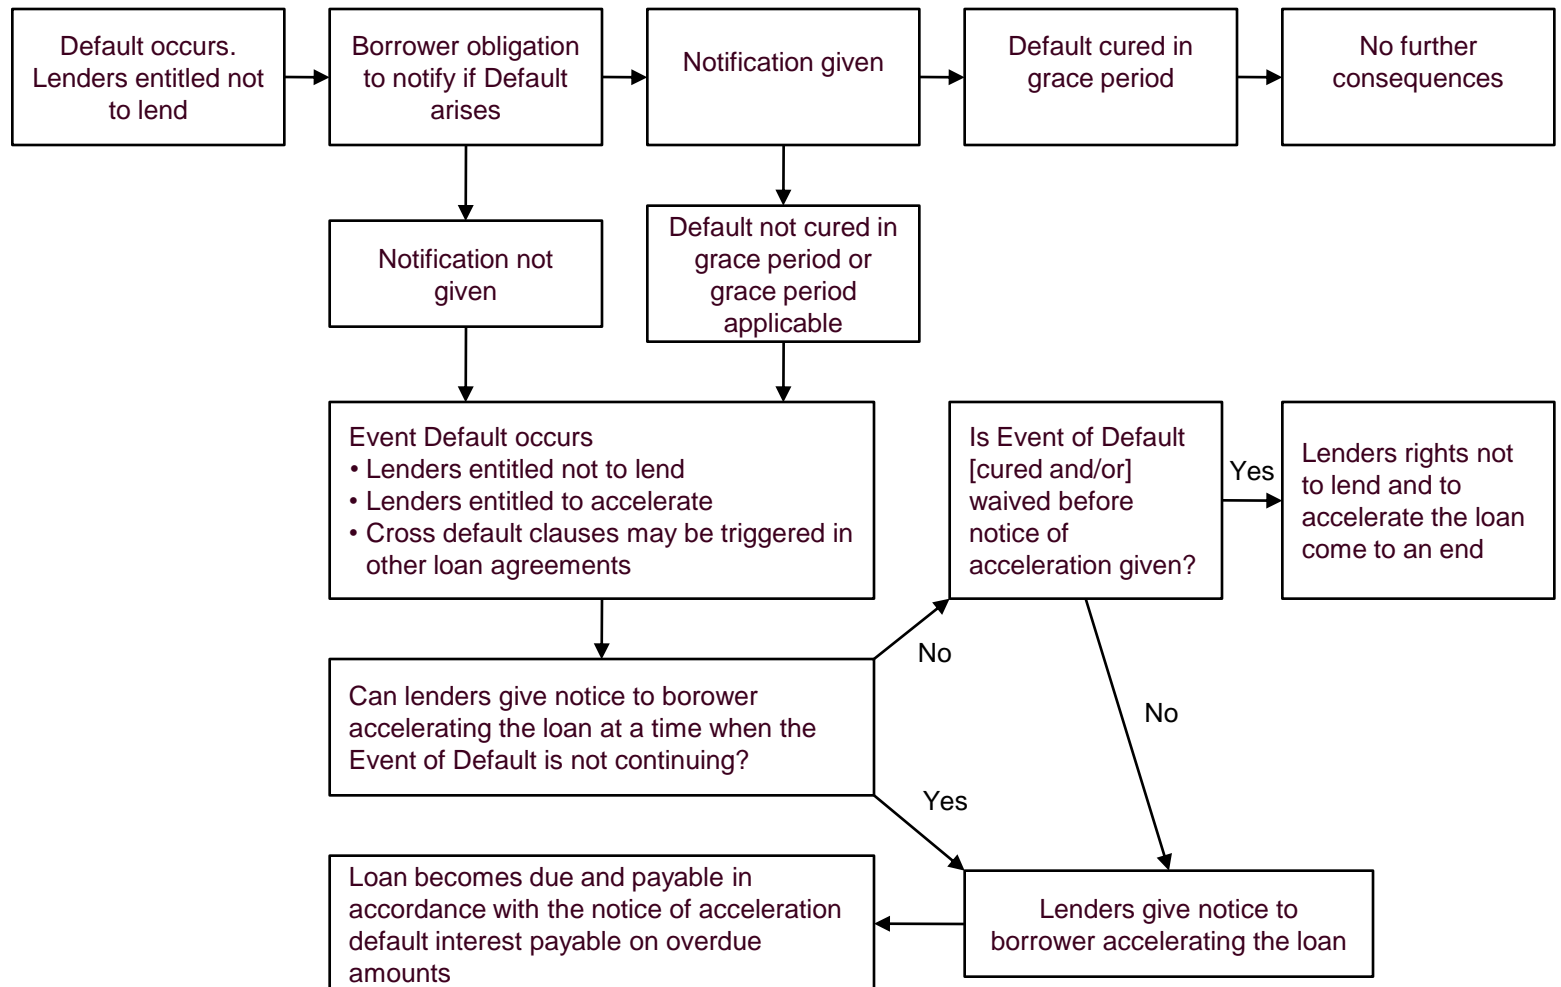 Default occurs.
Lenders entitled not
to lend
Borrower obligation
to notify if Default
arises
Notification given
Default cured in
grace period
No further
consequences
Notification not
given
Default not cured in
grace period or
grace period
applicable
Event Default occurs
• Lenders entitled not to lend
• Lenders entitled to accelerate
• Cross default clauses may be triggered in
other loan agreements
Is Event of Default
[cured and/or]
waived before
notice of
acceleration given?
Yes
Lenders rights not
to lend and to
accelerate the loan
come to an end
No
Can lenders give notice to borower
accelerating the loan at a time when the
Event of Default is not continuing?
No
Yes
Loan becomes due and payable in
accordance with the notice of acceleration
default interest payable on overdue
amounts
Lenders give notice to
borrower accelerating the loan